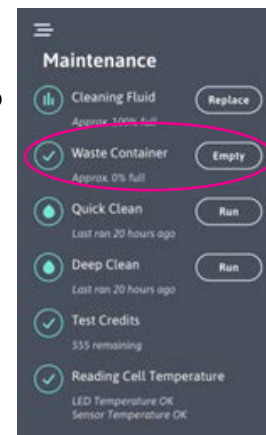 Maintenance
Cleaning Fluid
Replace
Approx. 100% full
Waste Container
Empty
Approx. 0% full
Quick Clean
Run
Last ran 20 hours ago
Deep Clean
Run
Last ran 20 hours ago
Test Credits
555 remaining
Reading Cell Temperature
LED Temperature OK
Sensor Temperature OK